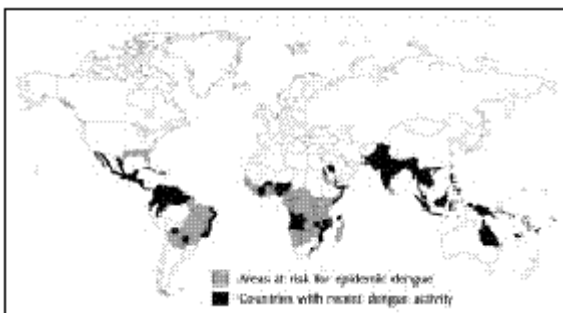 Areas at risk for epidemic dengue
Countries with recent dengue activity